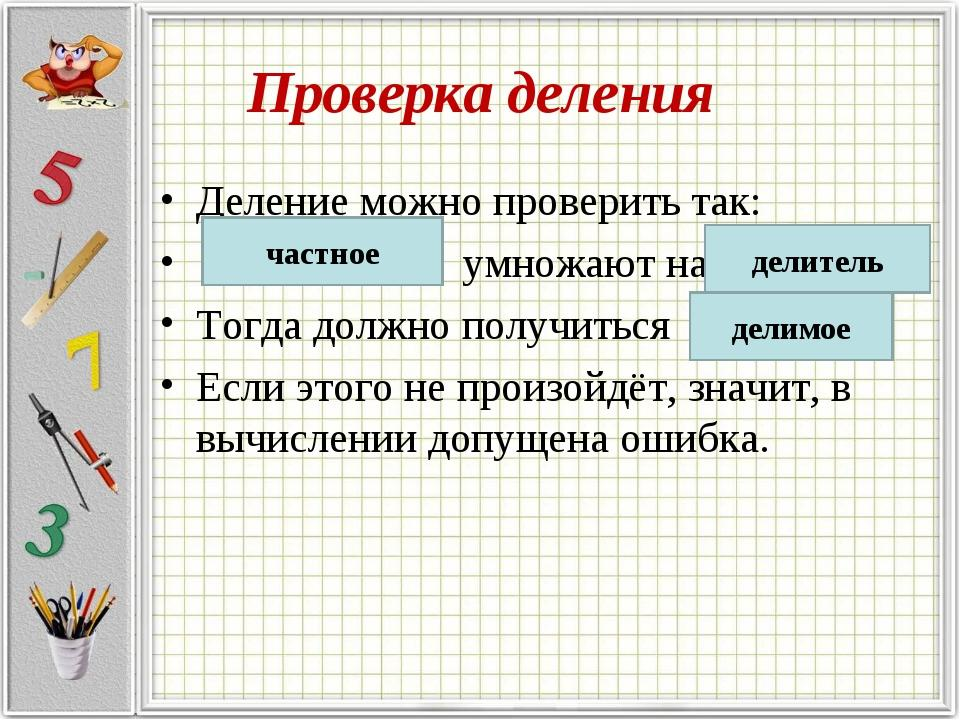 Проверка деления
• Деление можно проверить так:
• частное умножают на делитель
• Тогда должно получиться делимое
• Если этого не произойдёт, значит, в
вычислении допущена ошибка.
5
7
3